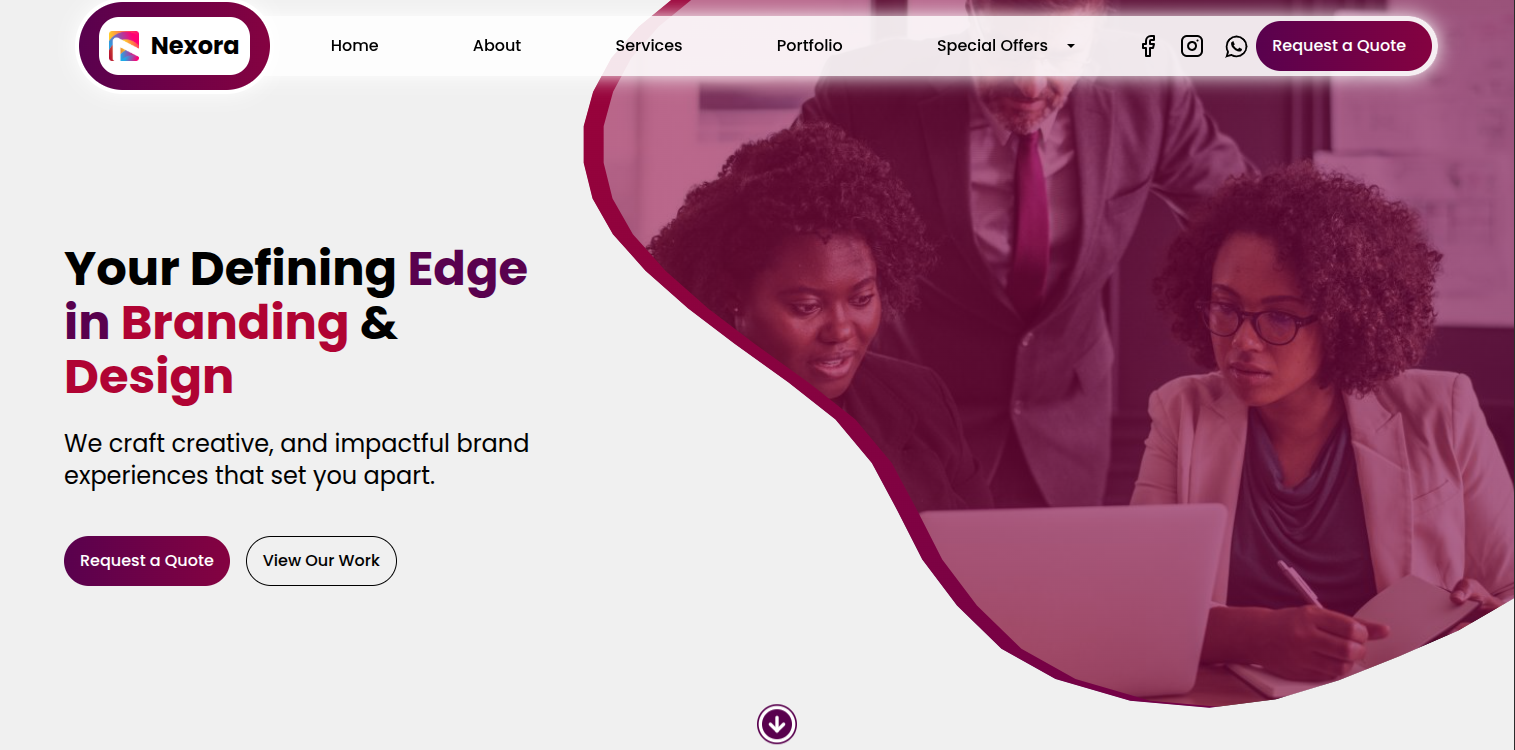 Nexora
Home
About
Services
Portfolio
Special Offers
Request a Quote
Your Defining Edge
in Branding &
Design
We craft creative, and impactful brand
experiences that set you apart.
Request a Quote
View Our Work